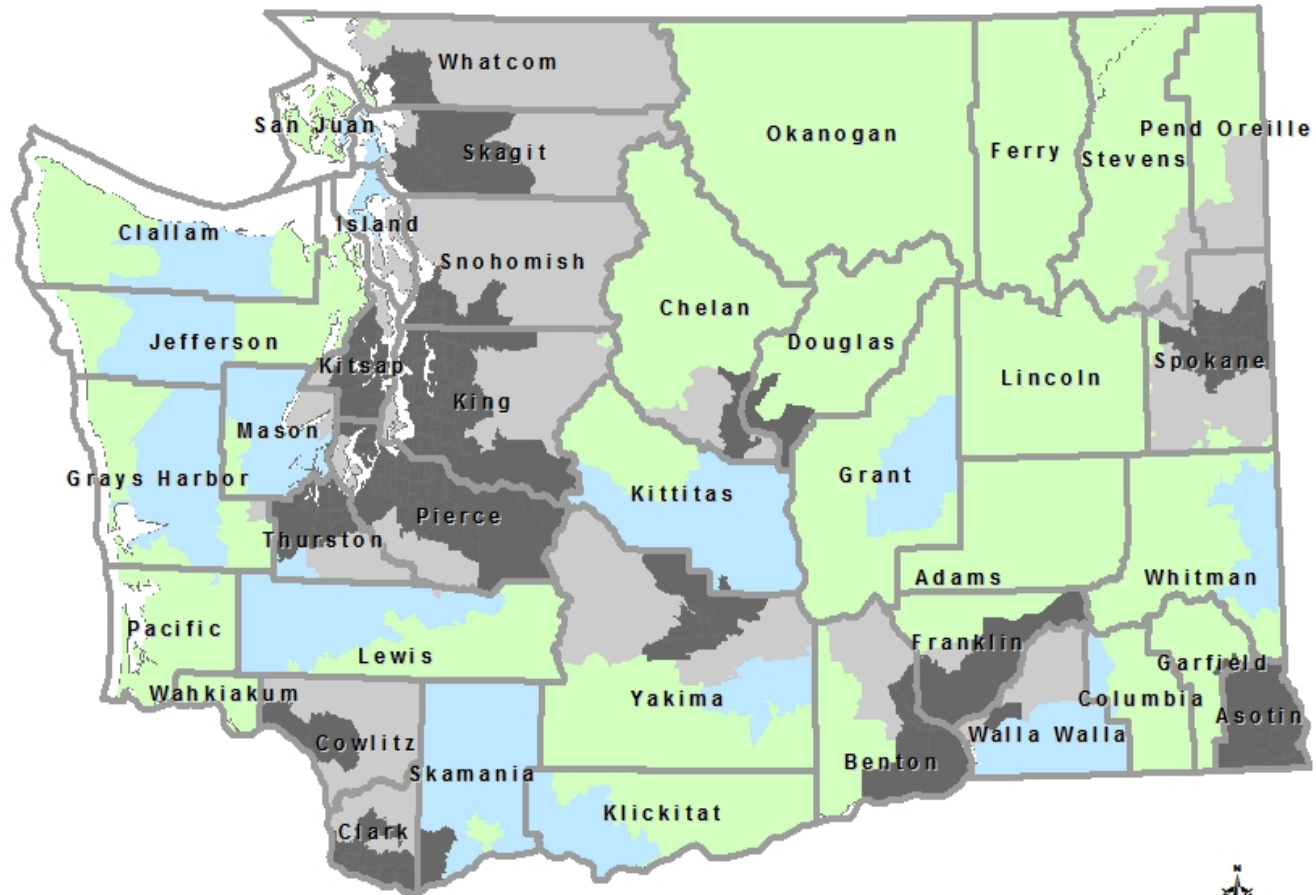 Whatcom
San Juan
Skagit
Okanogan
Ferry
Stevens
Pend Oreille
Clallam
Island
Snohomish
Chelan
Douglas
Jefferson
Kitsap
King
Lincoln
Spokane
Mason
Grays Harbor
Kittitas
Grant
Thurston
Pierce
Adams
Whitman
Pacific
Lewis
Franklin
Garfield
Wahkiakum
Yakima
Columbia
Asotin
Cowlitz
Skamania
Benton
Walla Walla
Klickitat
Clark
N